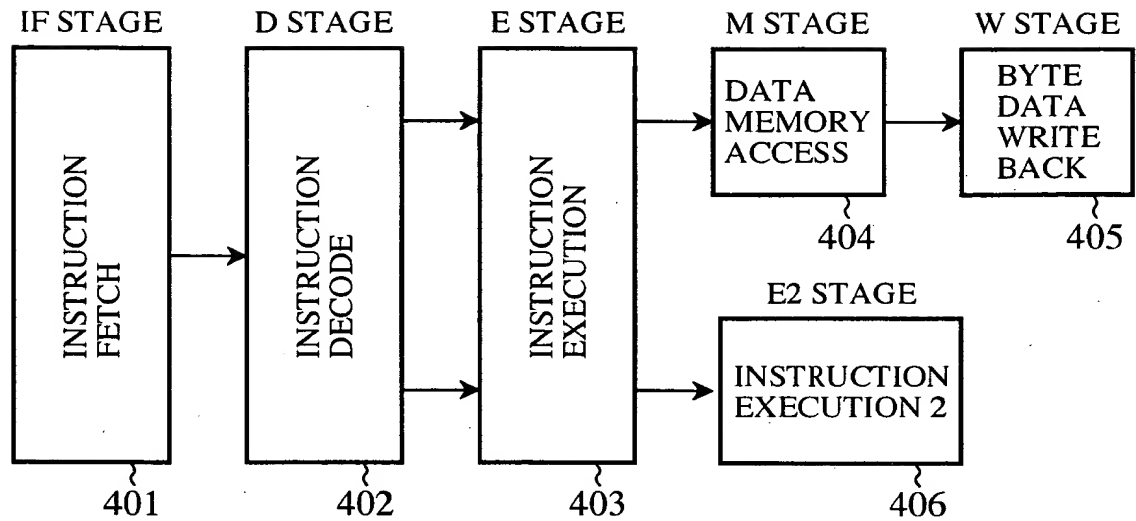 IF STAGE
D STAGE
E STAGE
M STAGE
W STAGE
INSTRUCTION
FETCH
INSTRUCTION
DECODE
INSTRUCTION
EXECUTION
DATA
MEMORY
ACCESS
BYTE
DATA
WRITE
BACK
404
405
E2 STAGE
INSTRUCTION
EXECUTION 2
401
402
403
406